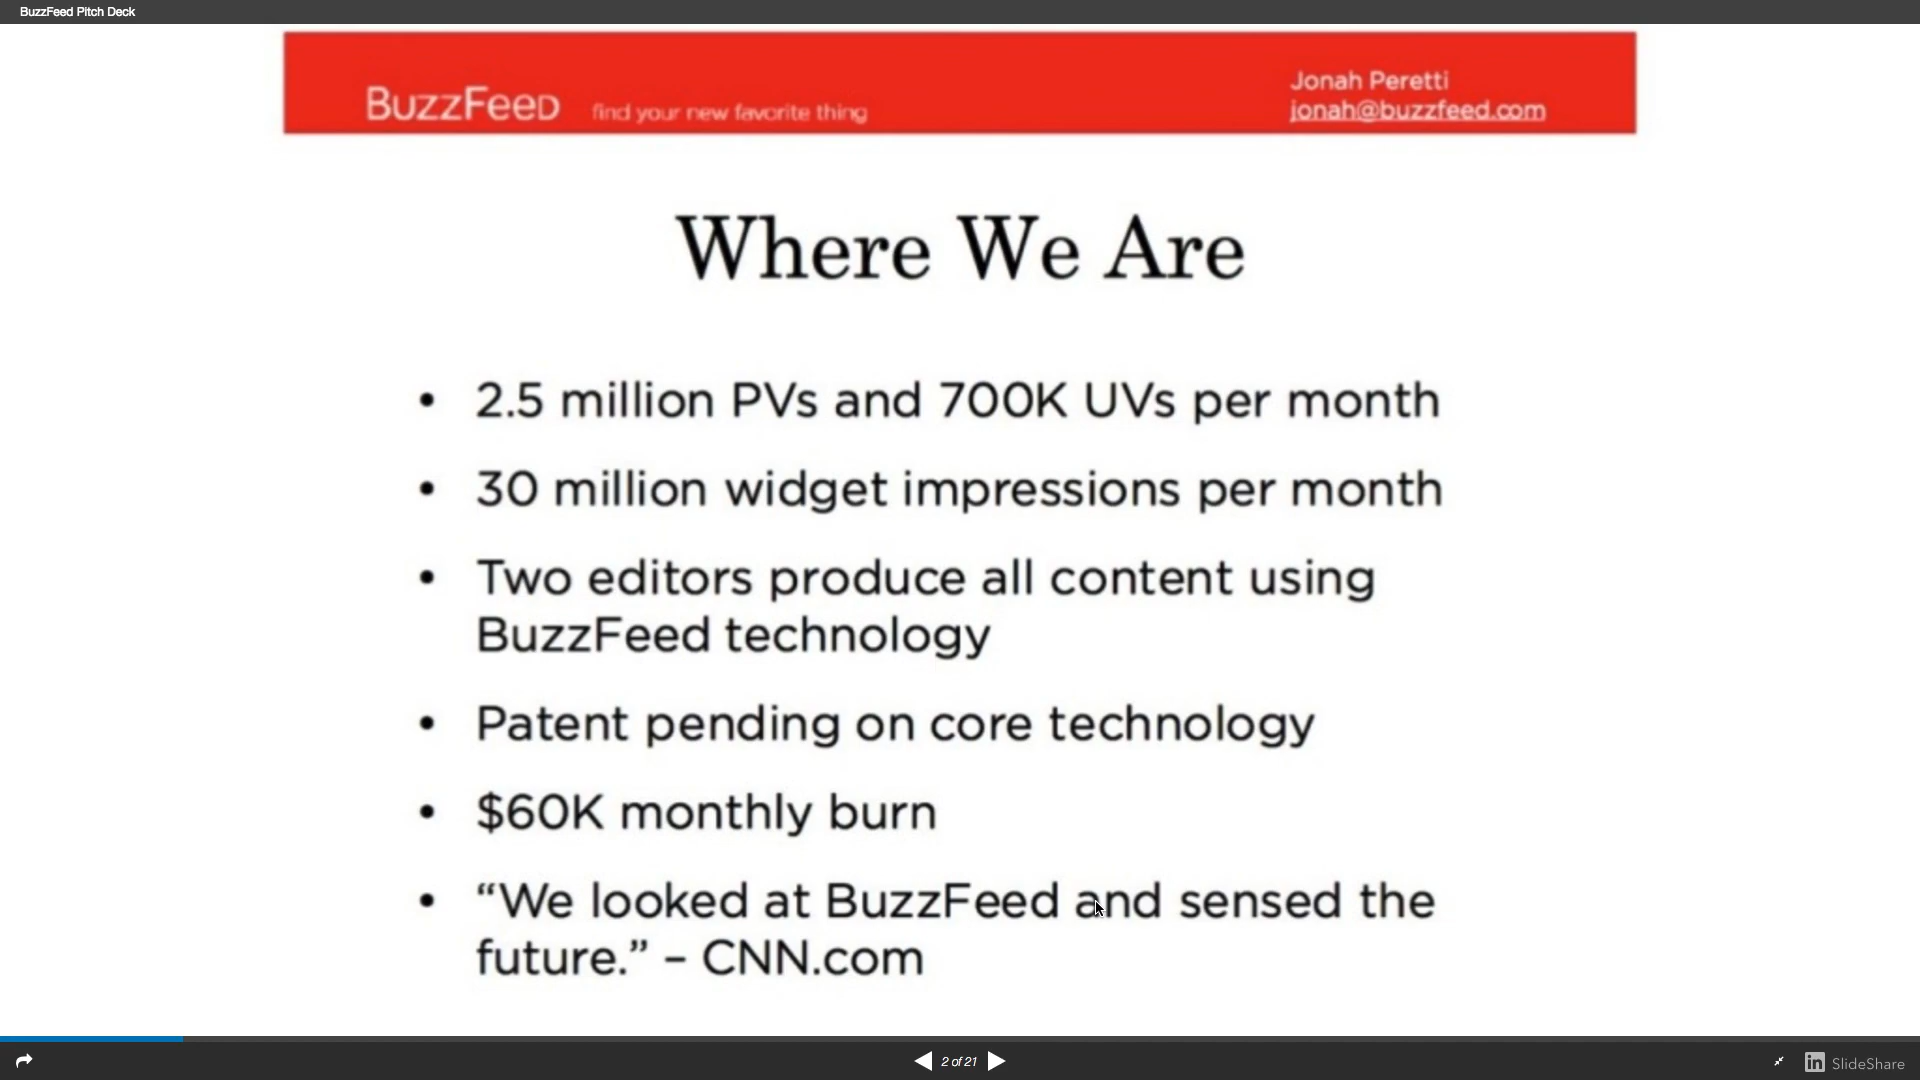 BuzzFeed Pitch Deck
BuzzFeeD find your new favorite thing
Jonah Peretti
jonah@buzzfeed.com
Where We Are
• 2.5 million PVs and 700K UVs per month
• 30 million widget impressions per month
• Two editors produce all content using
BuzzFeed technology
• Patent pending on core technology
• $60K monthly burn
• “We looked at BuzzFeed and sensed the
future.” – CNN.com
2 of 21
in SlideShare